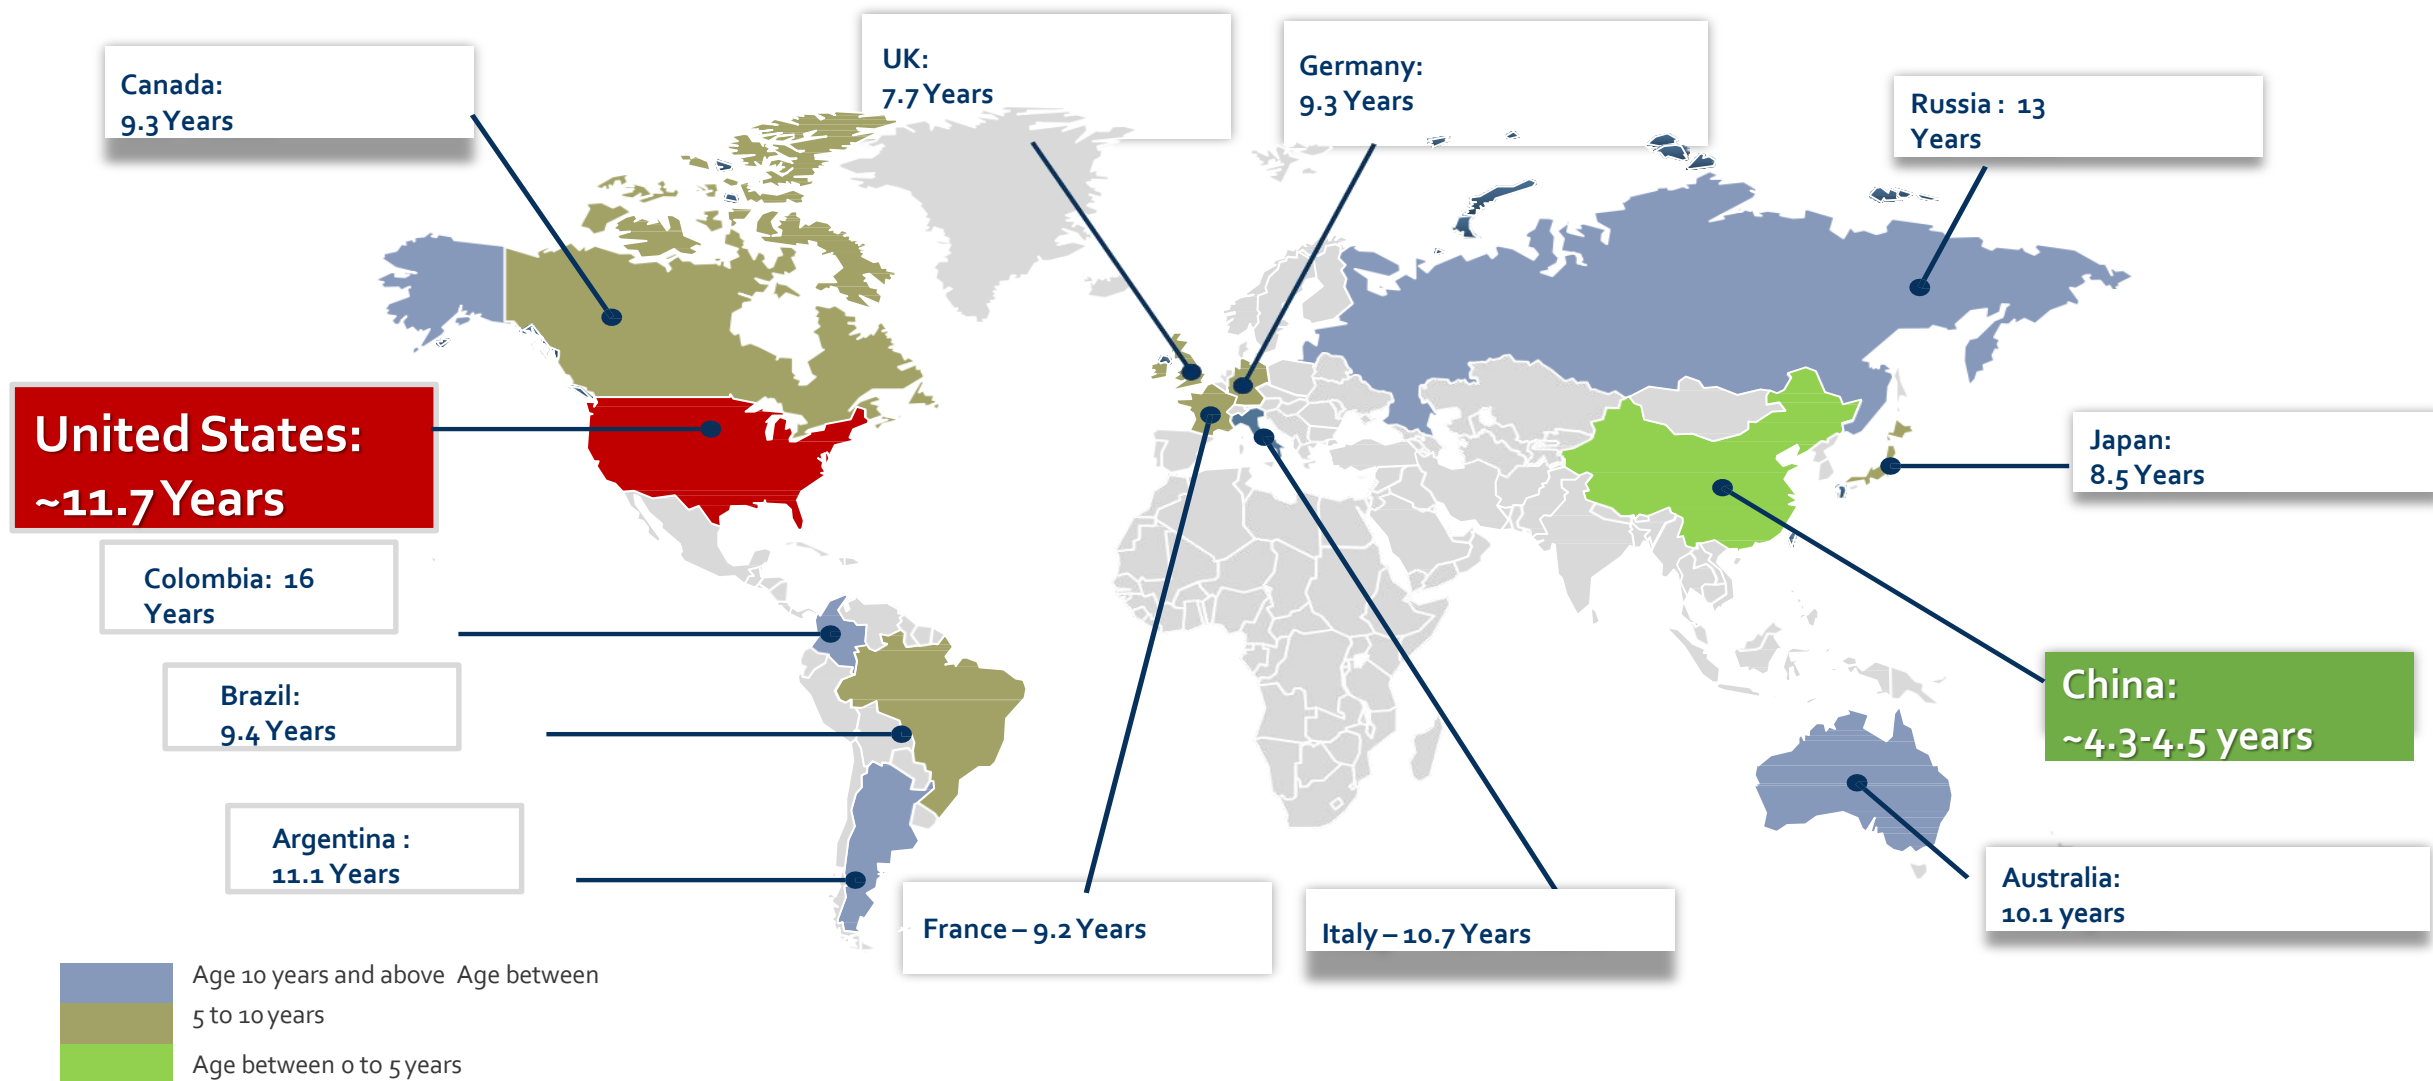 Canada:
9.3 Years
UK:
7.7 Years
Germany:
9.3 Years
Russia : 13
Years
United States:
~11.7 Years
Japan:
8.5 Years
Colombia: 16
Years
Brazil:
9.4 Years
China:
~4.3-4.5 years
Argentina :
11.1 Years
France – 9.2 Years
Italy – 10.7 Years
Australia:
10.1 years
Age 10 years and above Age between
5 to 10 years
Age between 0 to 5 years